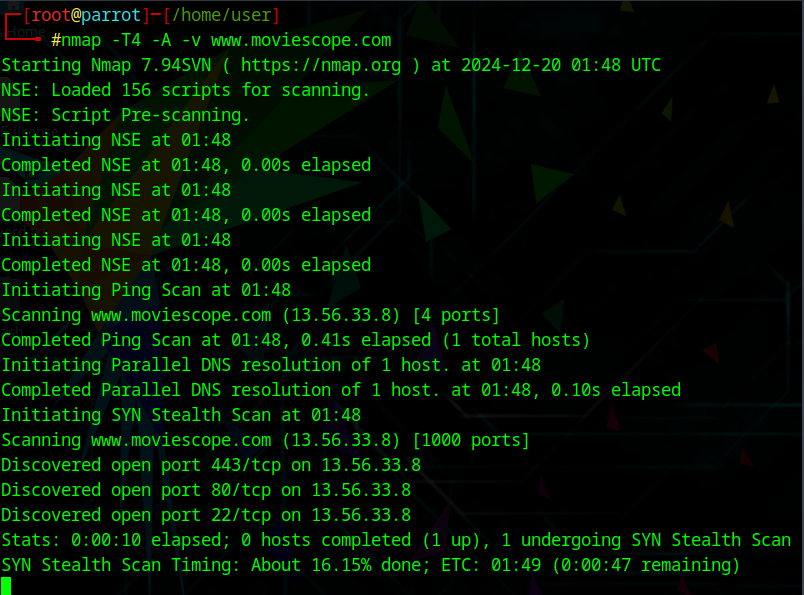 [root@parrot]─[/home/user]
#nmap -T4 -A -v www.moviescope.com
Starting Nmap 7.94SVN ( https://nmap.org ) at 2024-12-20 01:48 UTC
NSE: Loaded 156 scripts for scanning.
NSE: Script Pre-scanning.
Initiating NSE at 01:48
Completed NSE at 01:48, 0.00s elapsed
Initiating NSE at 01:48
Completed NSE at 01:48, 0.00s elapsed
Initiating NSE at 01:48
Completed NSE at 01:48, 0.00s elapsed
Initiating Ping Scan at 01:48
Scanning www.moviescope.com (13.56.33.8) [4 ports]
Completed Ping Scan at 01:48, 0.41s elapsed (1 total hosts)
Initiating Parallel DNS resolution of 1 host. at 01:48
Completed Parallel DNS resolution of 1 host. at 01:48, 0.10s elapsed
Initiating SYN Stealth Scan at 01:48
Scanning www.moviescope.com (13.56.33.8) [1000 ports]
Discovered open port 443/tcp on 13.56.33.8
Discovered open port 80/tcp on 13.56.33.8
Discovered open port 22/tcp on 13.56.33.8
Stats: 0:00:10 elapsed; 0 hosts completed (1 up), 1 undergoing SYN Stealth Scan
SYN Stealth Scan Timing: About 16.15% done; ETC: 01:49 (0:00:47 remaining)